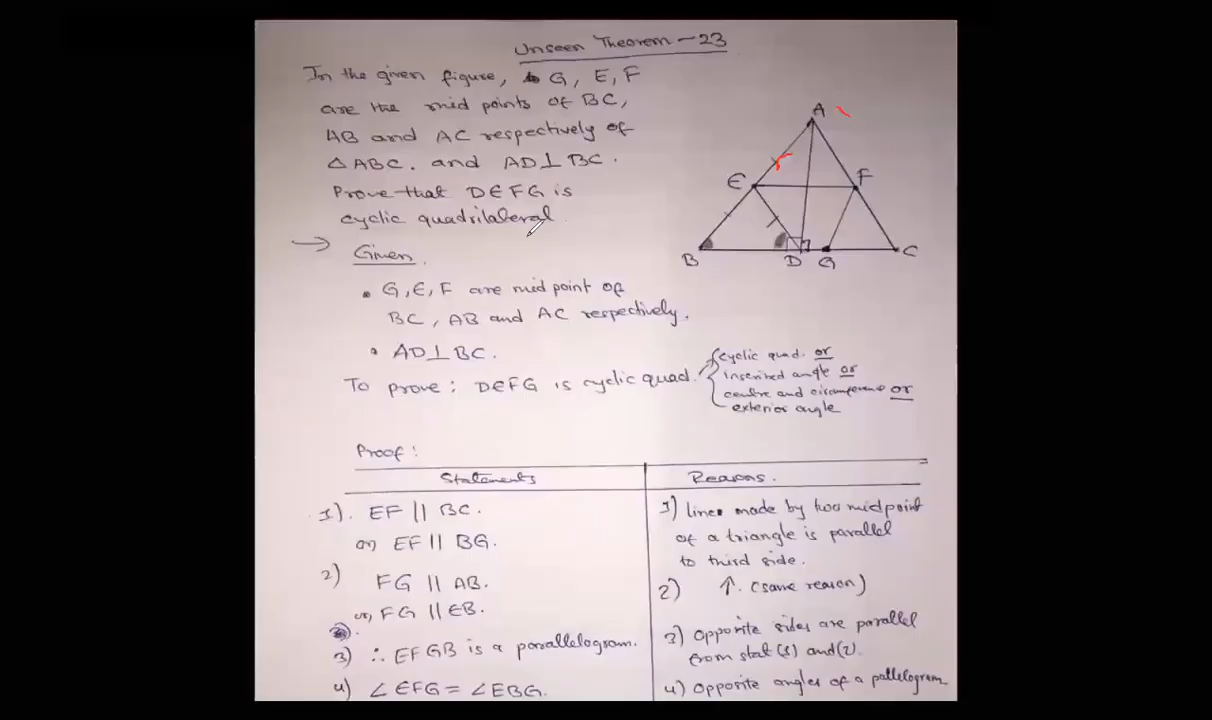 Unseen Theorem - 23
In the given figure, G, E, F
are the mid points of BC,
AB and AC respectively of
△ABC. and AD⊥BC.
Prove that DEFG is
cyclic quadrilateral.
→ Given.
• G, E, F are mid point of
BC, AB and AC respectively.
• AD⊥BC.
To prove : DEFG is cyclic quad.
cyclic quad. or
inscribed angle or
centre and circumference or
exterior angle
A
E
F
B
D
G
C
Proof :
Statements
Reasons.
1). EF || BC.
or, EF || BG.
1) line made by two midpoint
of a triangle is parallel
to third side.
2)
FG || AB.
or, FG || EB.
2) ↑. (same reason)
3) ∴ EFGB is a parallelogram.
3) Opposite sides are parallel
from stat (1) and (2).
4) ∠EFG = ∠EBG.
4) Opposite angles of a pallelogram